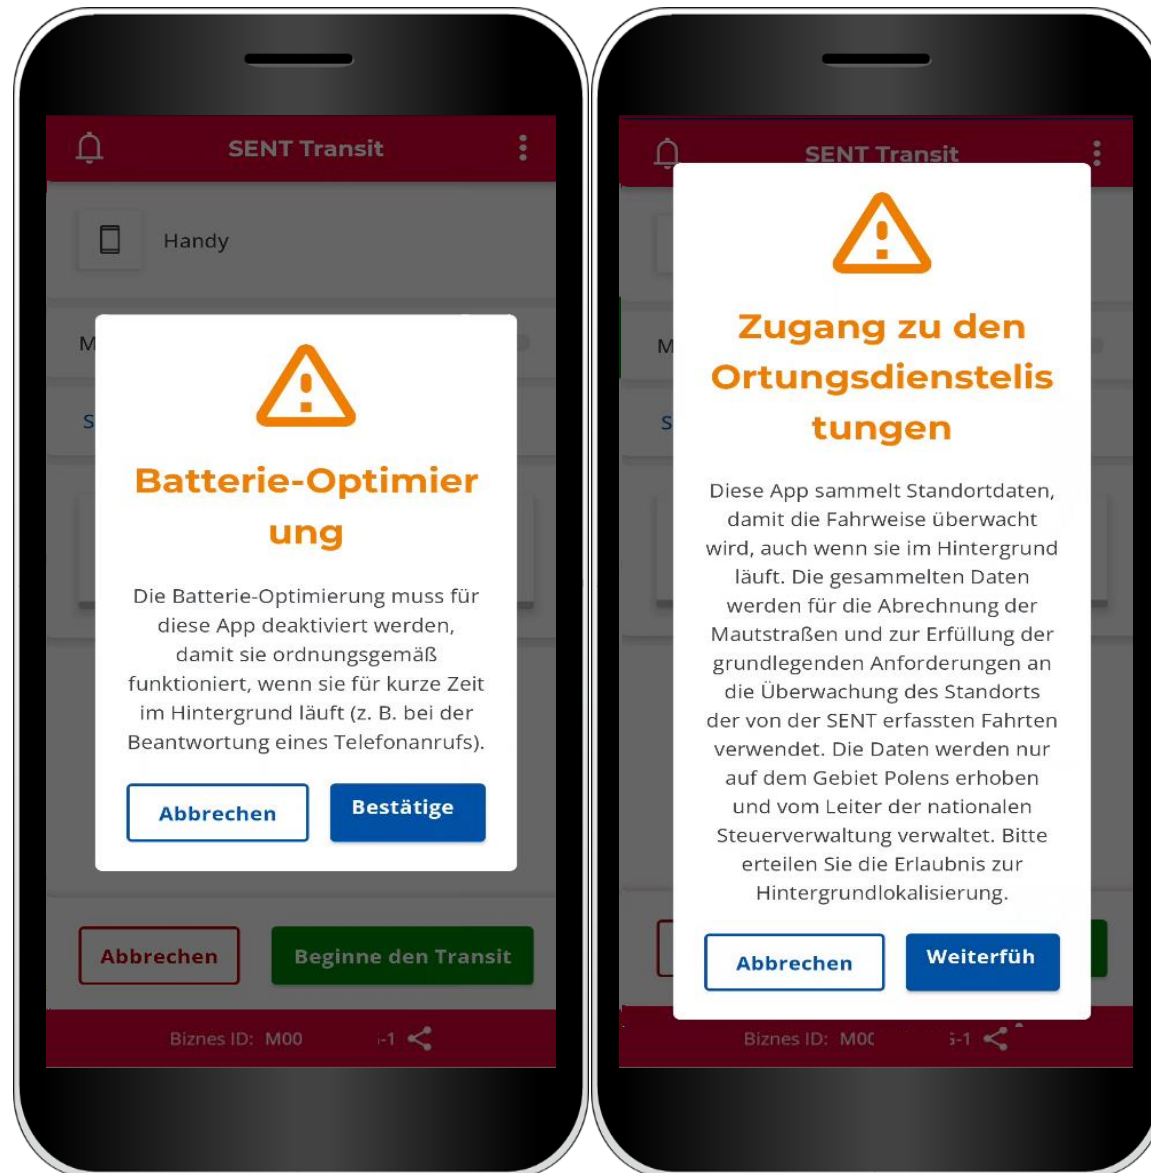 SENT Transit
Handy
M
S
Batterie-Optimier
ung
Die Batterie-Optimierung muss für
diese App deaktiviert werden,
damit sie ordnungsgemäß
funktioniert, wenn sie für kurze Zeit
im Hintergrund läuft (z. B. bei der
Beantwortung eines Telefonanrufs).
Abbrechen
Bestätige
Abbrechen
Beginne den Transit
Biznes ID: M00 -1
SENT Transit
M
S
Zugang zu den
Ortungsdienstelis
tungen
Diese App sammelt Standortdaten,
damit die Fahrweise überwacht
wird, auch wenn sie im Hintergrund
läuft. Die gesammelten Daten
werden für die Abrechnung der
Mautstraßen und zur Erfüllung der
grundlegenden Anforderungen an
die Überwachung des Standorts
der von der SENT erfassten Fahrten
verwendet. Die Daten werden nur
auf dem Gebiet Polens erhoben
und vom Leiter der nationalen
Steuerverwaltung verwaltet. Bitte
erteilen Sie die Erlaubnis zur
Hintergrundlokalisierung.
Abbrechen
Weiterfüh
Biznes ID: M00 -1